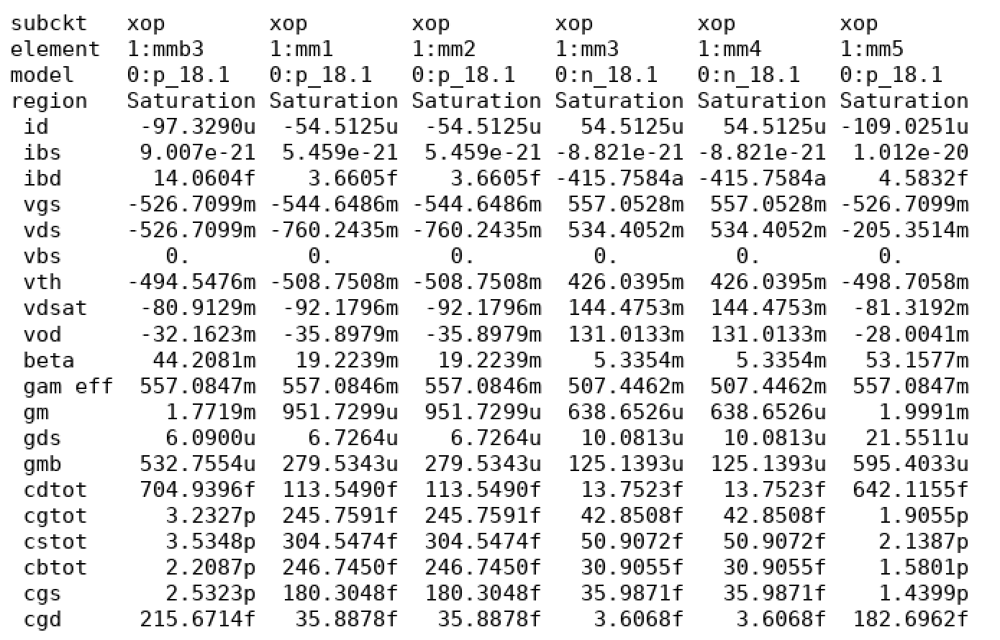 subckt xop xop xop xop xop xop
element 1:mmb3 1:mm1 1:mm2 1:mm3 1:mm4 1:mm5
model 0:p_18.1 0:p_18.1 0:p_18.1 0:n_18.1 0:n_18.1 0:p_18.1
region Saturation Saturation Saturation Saturation Saturation Saturation
id -97.3290u -54.5125u -54.5125u 54.5125u 54.5125u -109.0251u
ibs 9.007e-21 5.459e-21 5.459e-21 -8.821e-21 -8.821e-21 1.012e-20
ibd 14.0604f 3.6605f 3.6605f -415.7584a -415.7584a 4.5832f
vgs -526.7099m -544.6486m -544.6486m 557.0528m 557.0528m -526.7099m
vds -526.7099m -760.2435m -760.2435m 534.4052m 534.4052m -205.3514m
vbs 0. 0. 0. 0. 0. 0.
vth -494.5476m -508.7508m -508.7508m 426.0395m 426.0395m -498.7058m
vdsat -80.9129m -92.1796m -92.1796m 144.4753m 144.4753m -81.3192m
vod -32.1623m -35.8979m -35.8979m 131.0133m 131.0133m -28.0041m
beta 44.2081m 19.2239m 19.2239m 5.3354m 5.3354m 53.1577m
gam eff 557.0847m 557.0846m 557.0846m 507.4462m 507.4462m 557.0847m
gm 1.7719m 951.7299u 951.7299u 638.6526u 638.6526u 1.9991m
gds 6.0900u 6.7264u 6.7264u 10.0813u 10.0813u 21.5511u
gmb 532.7554u 279.5343u 279.5343u 125.1393u 125.1393u 595.4033u
cdtot 704.9396f 113.5490f 113.5490f 13.7523f 13.7523f 642.1155f
cgtot 3.2327p 245.7591f 245.7591f 42.8508f 42.8508f 1.9055p
cstot 3.5348p 304.5474f 304.5474f 50.9072f 50.9072f 2.1387p
cbtot 2.2087p 246.7450f 246.7450f 30.9055f 30.9055f 1.5801p
cgs 2.5323p 180.3048f 180.3048f 35.9871f 35.9871f 1.4399p
cgd 215.6714f 35.8878f 35.8878f 3.6068f 3.6068f 182.6962f